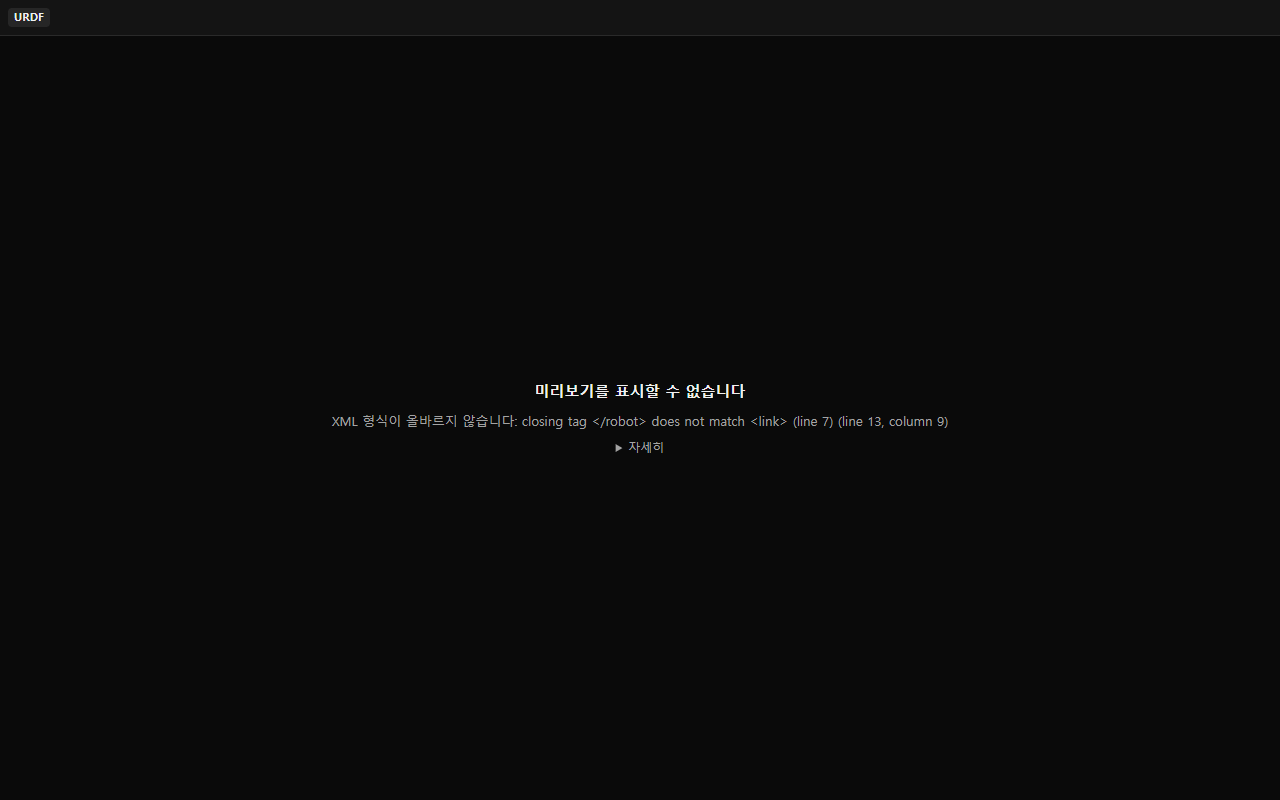 URDF
미리보기를 표시할 수 없습니다
XML 형식이 올바르지 않습니다: closing tag </robot> does not match <link> (line 7) (line 13, column 9)
▶ 자세히